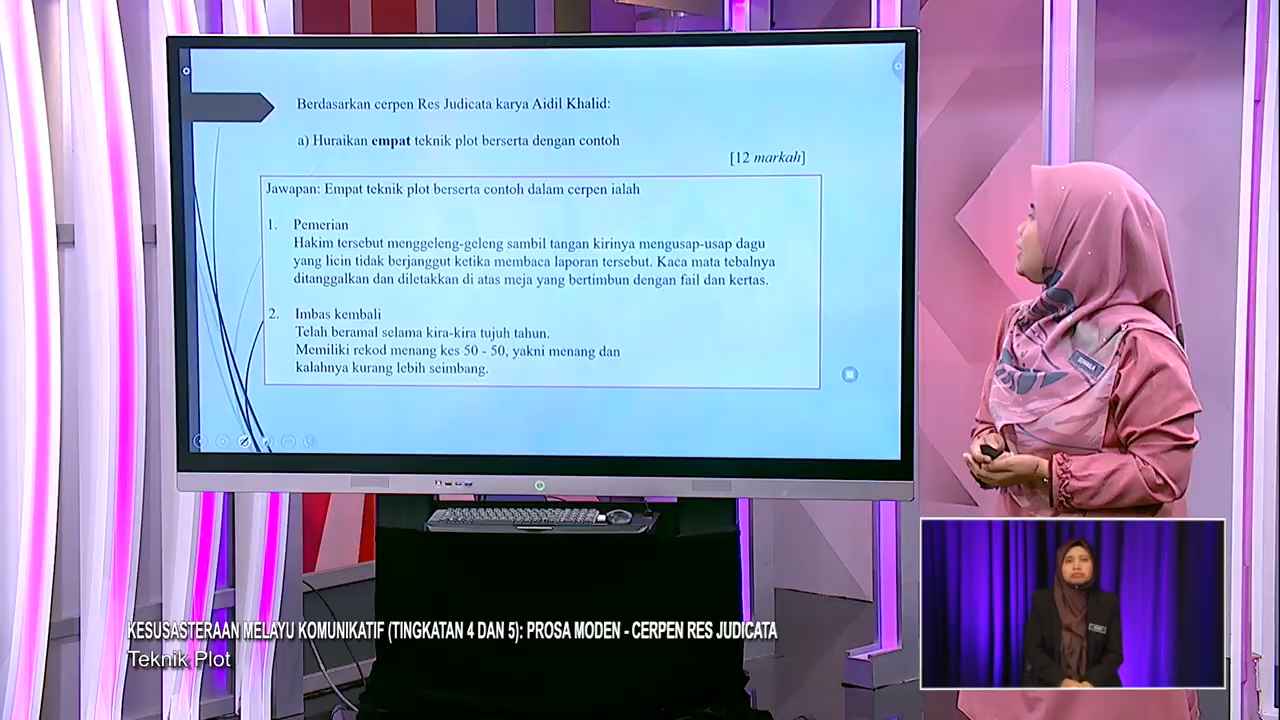 Berdasarkan cerpen Res Judicata karya Aidil Khalid:
a) Huraikan empat teknik plot berserta dengan contoh
[12 markah]
Jawapan: Empat teknik plot berserta contoh dalam cerpen ialah
1. Pemerian
Hakim tersebut menggeleng-geleng sambil tangan kirinya mengusap-usap dagu
yang licin tidak berjanggut ketika membaca laporan tersebut. Kaca mata tebalnya
ditanggalkan dan diletakkan di atas meja yang bertimbun dengan fail dan kertas.
2. Imbas kembali
Telah beramal selama kira-kira tujuh tahun.
Memiliki rekod menang kes 50 - 50, yakni menang dan
kalahnya kurang lebih seimbang.
KESUSASTERAAN MELAYU KOMUNIKATIF (TINGKATAN 4 DAN 5): PROSA MODEN - CERPEN RES JUDICATA
Teknik Plot